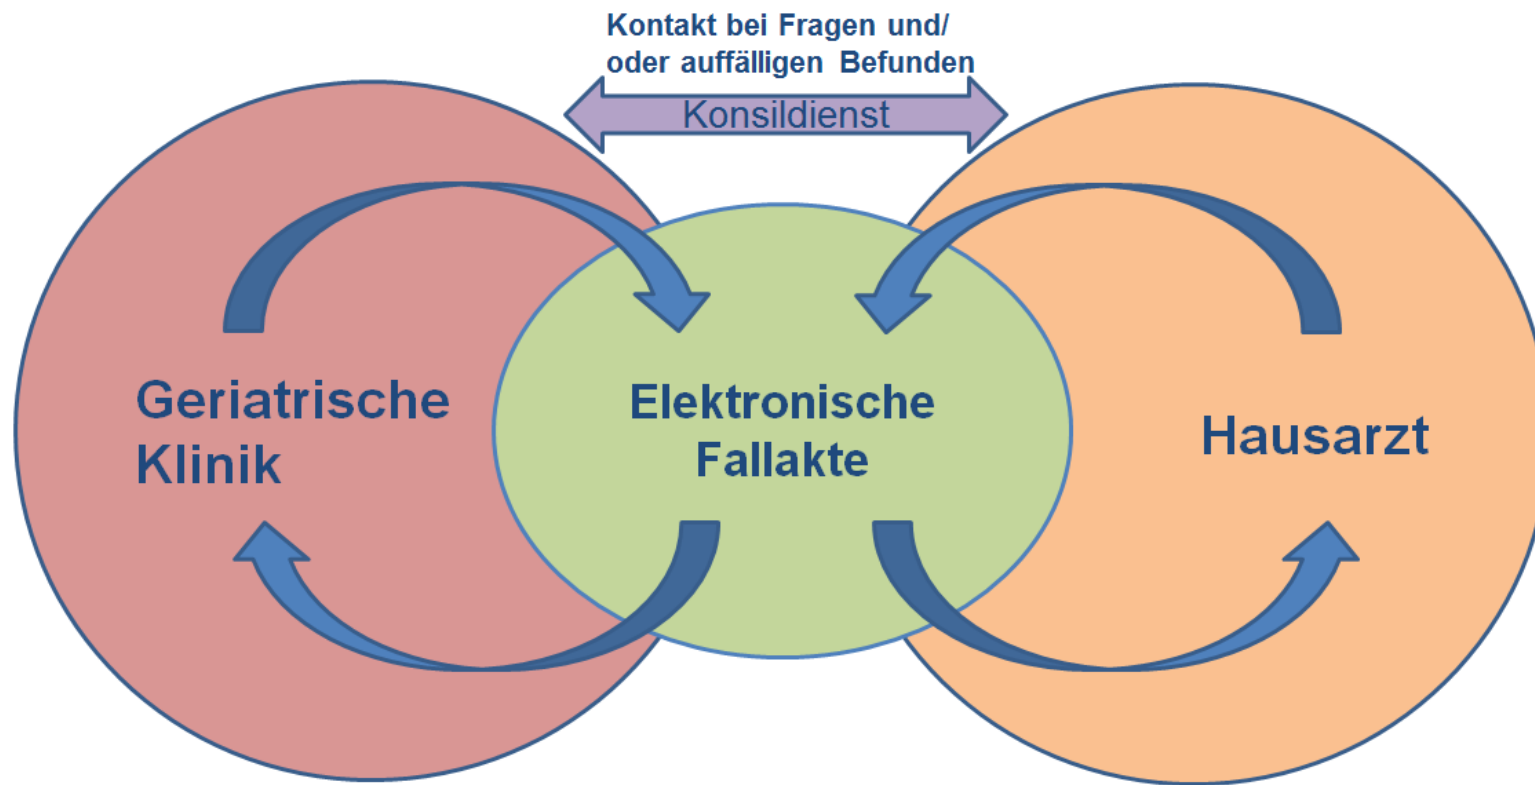 Kontakt bei Fragen und/
oder auffälligen Befunden
Konsildienst
Geriatrische
Klinik
Elektronische
Fallakte
Hausarzt